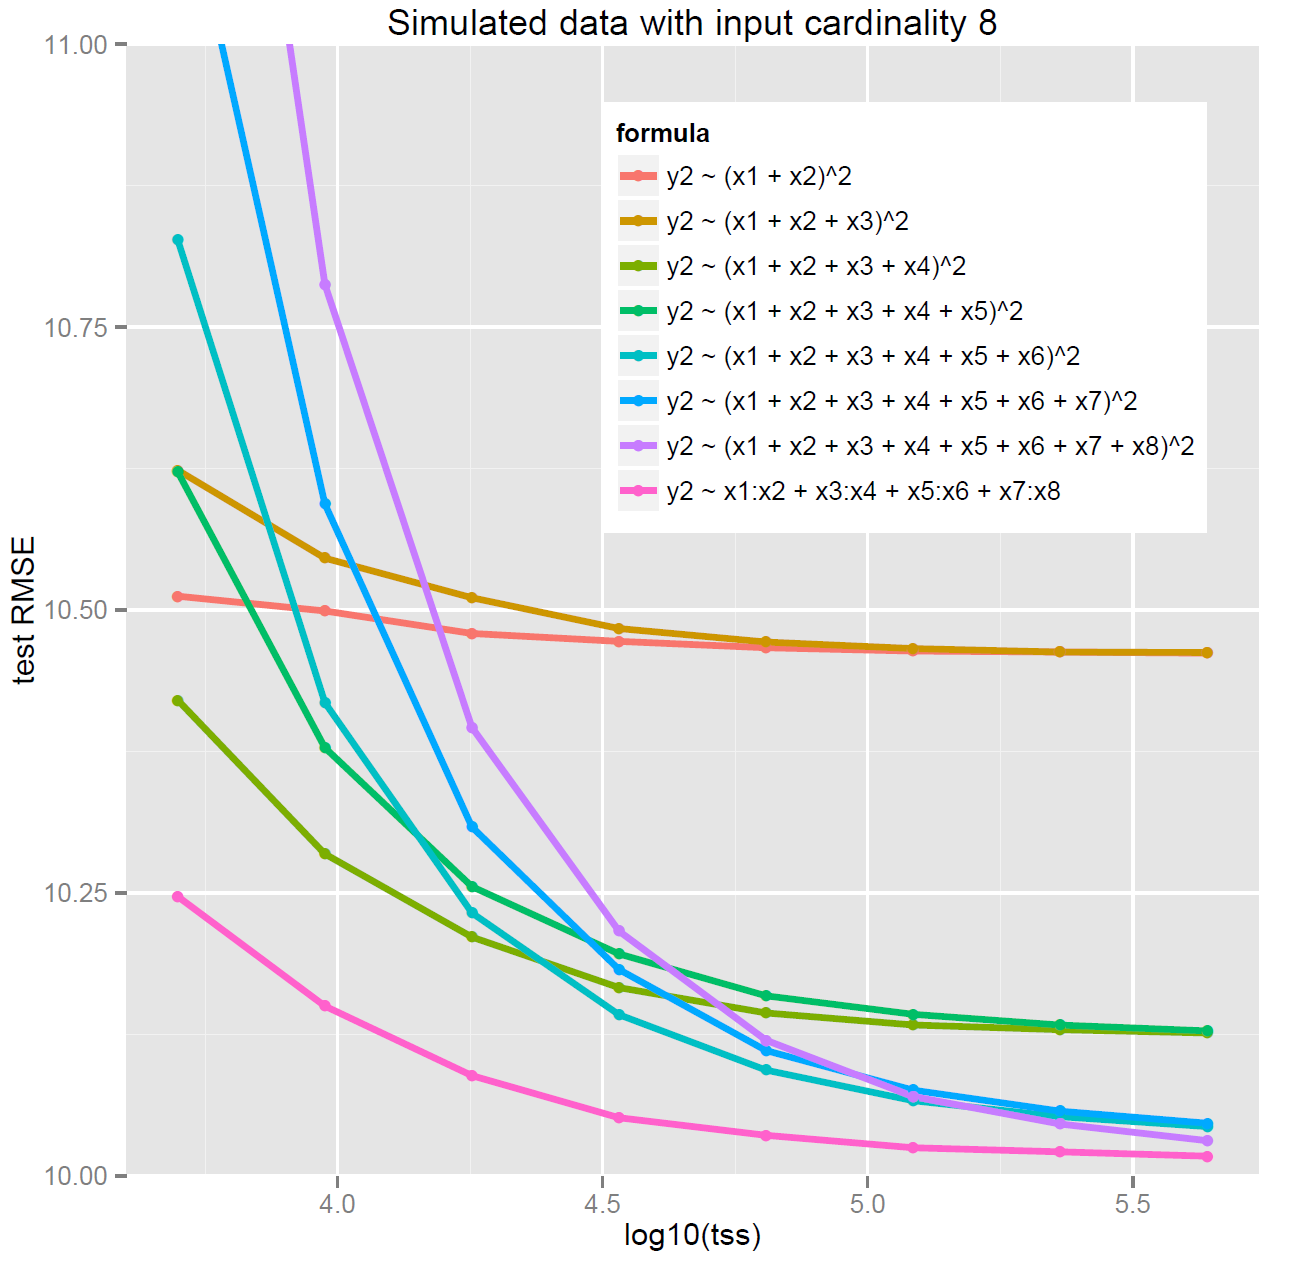 Simulated data with input cardinality 8
11.00
10.75
10.50
10.25
10.00
test RMSE
formula
y2 ~ (x1 + x2)^2
y2 ~ (x1 + x2 + x3)^2
y2 ~ (x1 + x2 + x3 + x4)^2
y2 ~ (x1 + x2 + x3 + x4 + x5)^2
y2 ~ (x1 + x2 + x3 + x4 + x5 + x6)^2
y2 ~ (x1 + x2 + x3 + x4 + x5 + x6 + x7)^2
y2 ~ (x1 + x2 + x3 + x4 + x5 + x6 + x7 + x8)^2
y2 ~ x1:x2 + x3:x4 + x5:x6 + x7:x8
4.0 4.5 5.0 5.5
log10(tss)